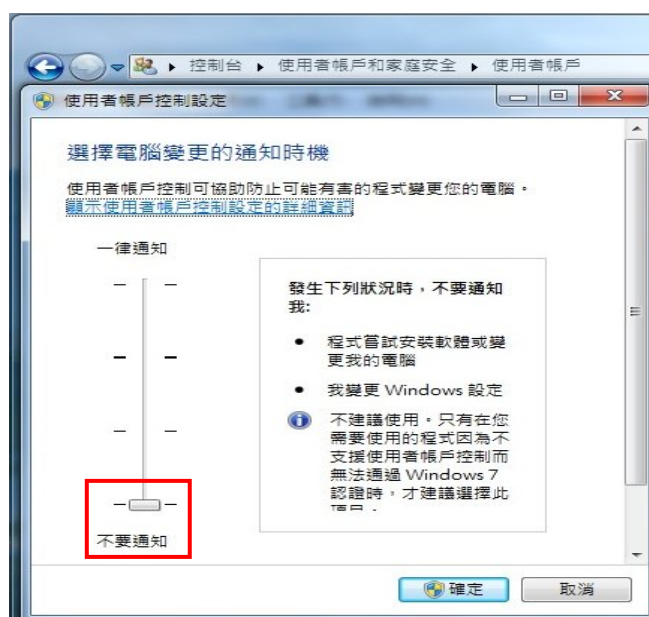 控制台 ▸ 使用者帳戶和家庭安全 ▸ 使用者帳戶
使用者帳戶控制設定
選擇電腦變更的通知時機
使用者帳戶控制可協助防止可能有害的程式變更您的電腦。
顯示使用者帳戶控制設定的詳細資訊
一律通知
發生下列狀況時，不要通知
我:
• 程式嘗試安裝軟體或變
更我的電腦
• 我變更 Windows 設定
不建議使用。只有在您
需要使用的程式因為不
支援使用者帳戶控制而
無法通過 Windows 7
認證時，才建議選擇此
項目。
不要通知
確定
取消